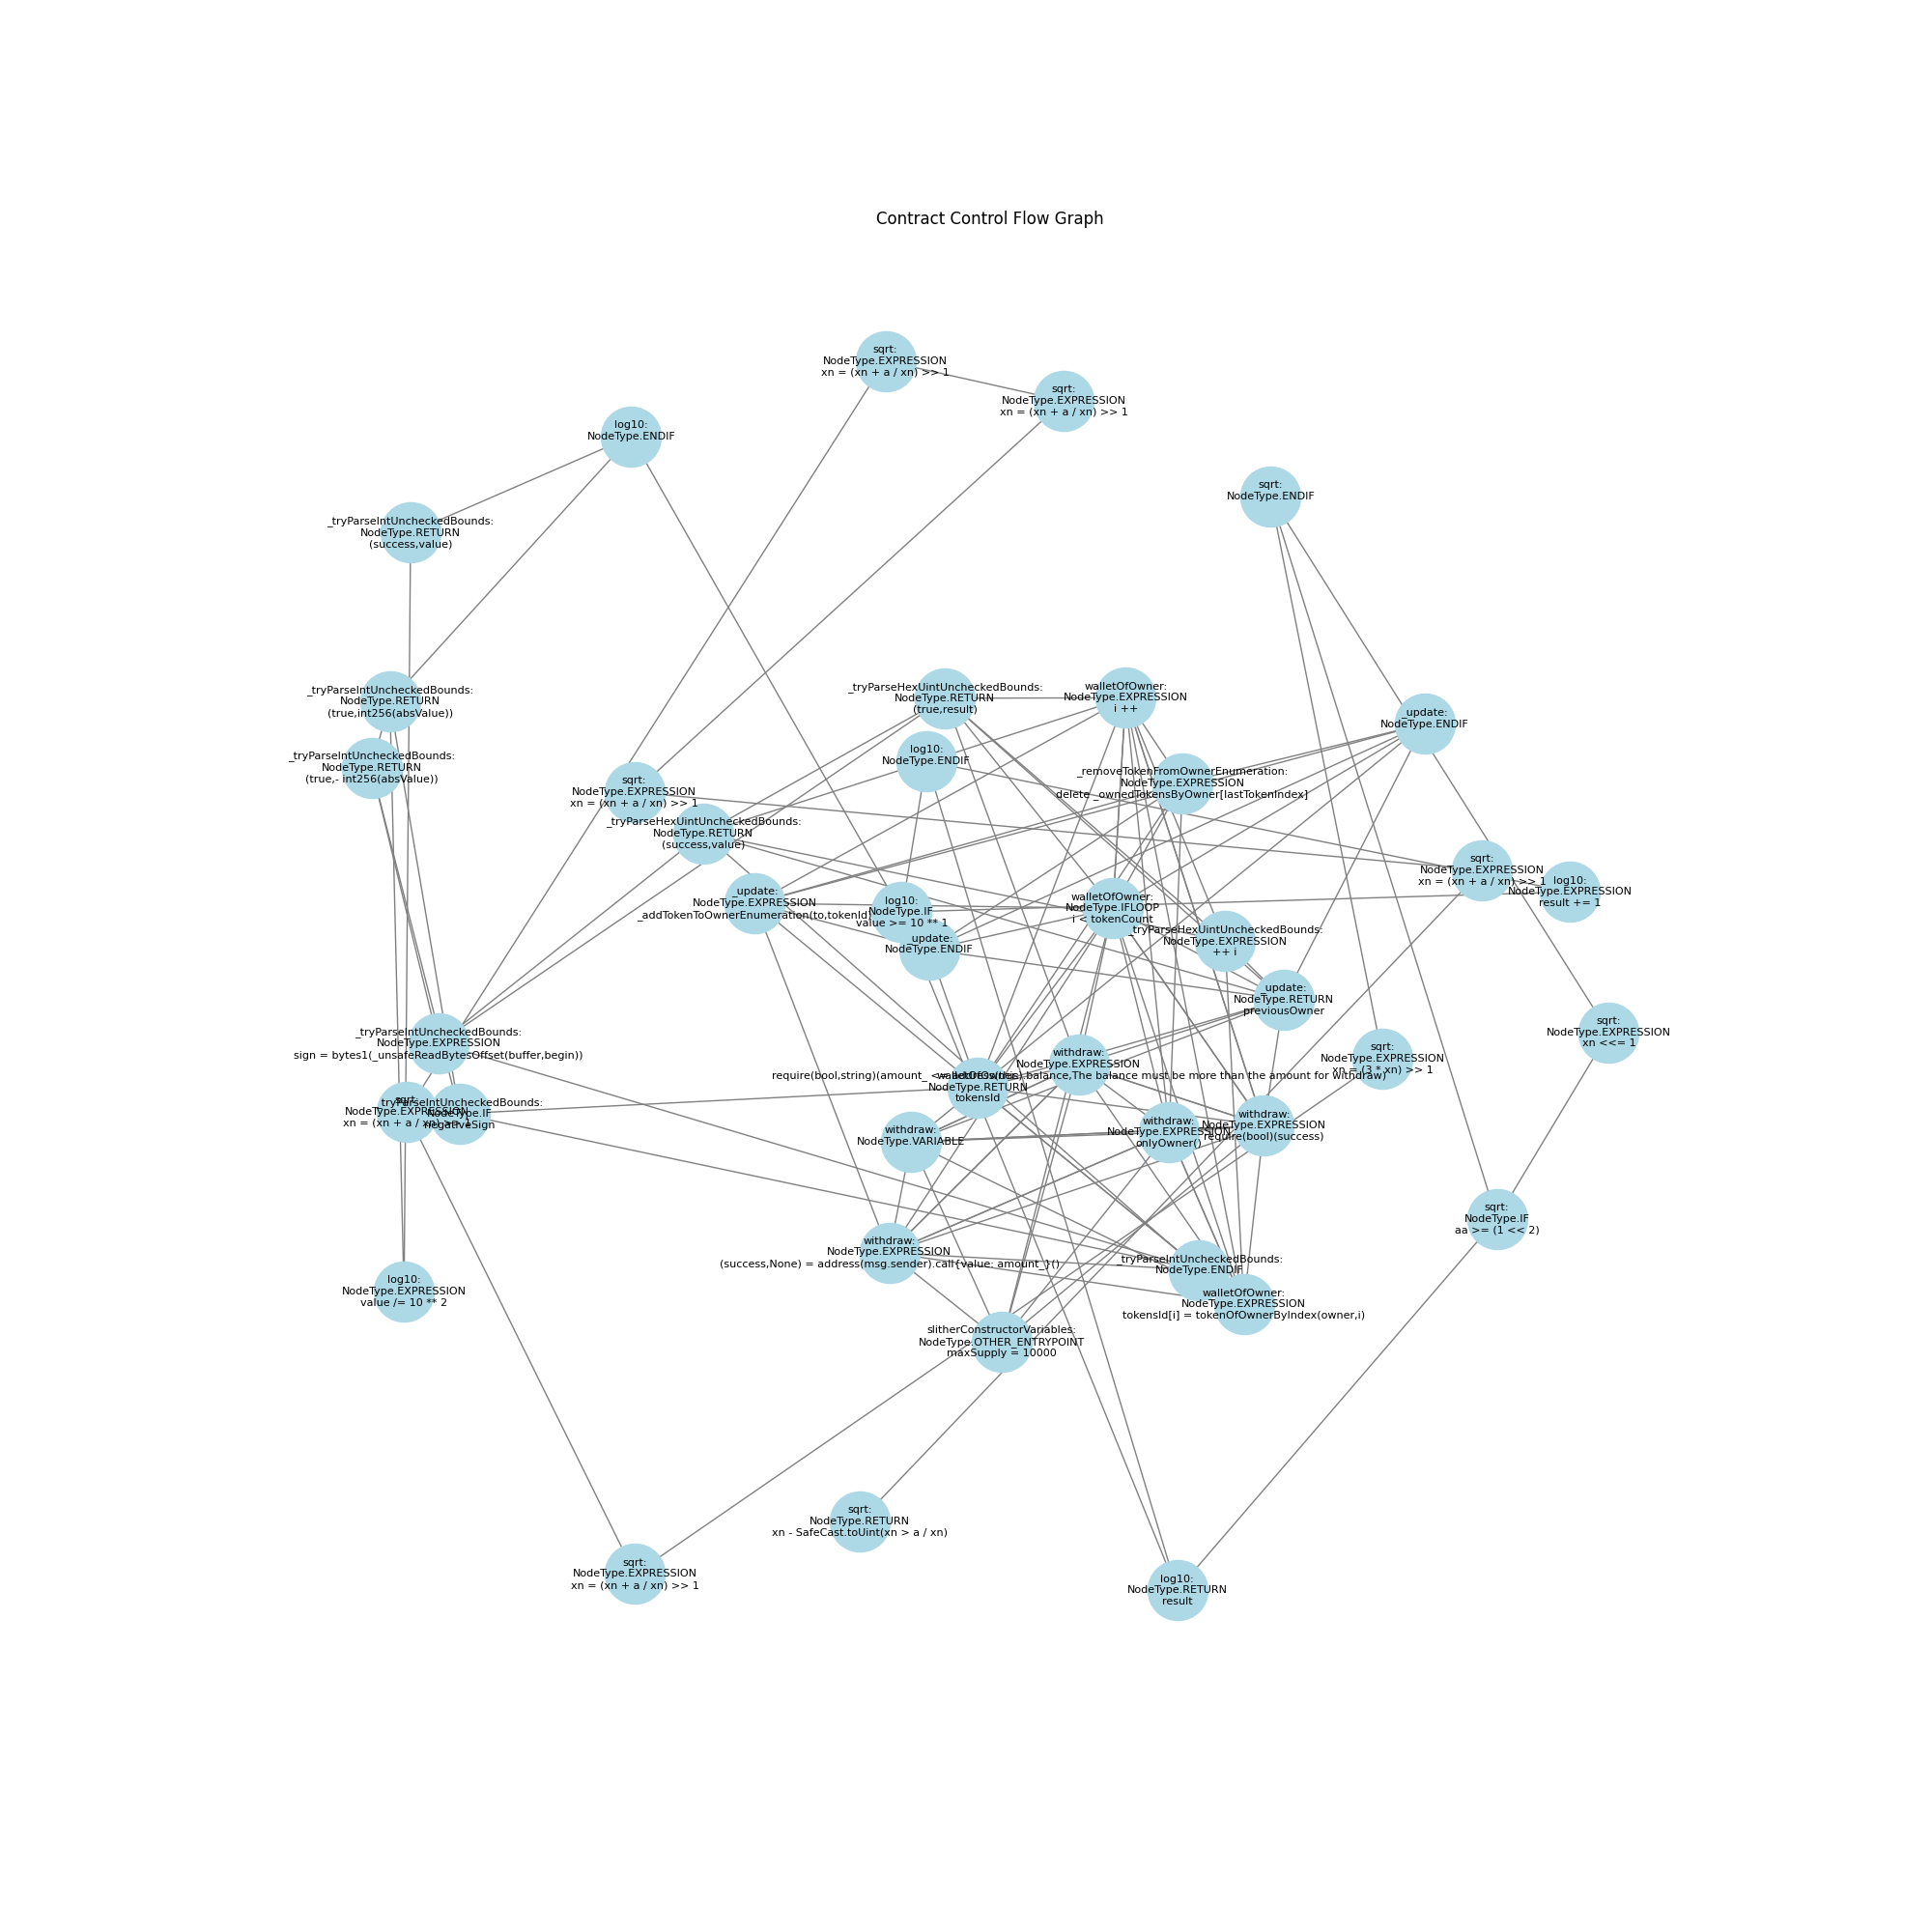 Contract Control Flow Graph
sqrt:
NodeType.EXPRESSION
xn = (xn + a / xn) >> 1
sqrt:
NodeType.EXPRESSION
xn = (xn + a / xn) >> 1
log10:
NodeType.ENDIF
sqrt:
NodeType.ENDIF
_tryParseIntUncheckedBounds:
NodeType.RETURN
(success,value)
_tryParseIntUncheckedBounds:
NodeType.RETURN
(true,int256(absValue))
_tryParseHexUintUncheckedBounds:
NodeType.RETURN
(true,result)
walletOfOwner:
NodeType.EXPRESSION
i ++
_update:
NodeType.ENDIF
_tryParseIntUncheckedBounds:
NodeType.RETURN
(true,- int256(absValue))
log10:
NodeType.ENDIF
_removeTokenFromOwnerEnumeration:
NodeType.EXPRESSION
delete _ownedTokensByOwner[lastTokenIndex]
sqrt:
NodeType.EXPRESSION
xn = (xn + a / xn) >> 1
_tryParseHexUintUncheckedBounds:
NodeType.RETURN
(success,value)
sqrt:
NodeType.EXPRESSION
xn = (xn + a / xn) >> 1
log10:
NodeType.EXPRESSION
result += 1
_update:
NodeType.EXPRESSION
_addTokenToOwnerEnumeration(to,tokenId)
log10:
NodeType.IF
value >= 10 ** 1
walletOfOwner:
NodeType.IFLOOP
i < tokenCount
_update:
NodeType.ENDIF
_tryParseHexUintUncheckedBounds:
NodeType.EXPRESSION
++ i
_update:
NodeType.RETURN
previousOwner
_tryParseIntUncheckedBounds:
NodeType.EXPRESSION
sign = bytes1(_unsafeReadBytesOffset(buffer,begin))
sqrt:
NodeType.EXPRESSION
xn <<= 1
withdraw:
NodeType.EXPRESSION
require(bool,string)(amount_ <= address(this).balance,The balance must be more than the amount for withdraw)
sqrt:
NodeType.EXPRESSION
xn = (3 * xn) >> 1
walletOfOwner:
NodeType.RETURN
tokensId
sqrt:
NodeType.EXPRESSION
xn = (xn + a / xn) >> 1
_tryParseIntUncheckedBounds:
NodeType.IF
negativeSign
withdraw:
NodeType.VARIABLE
withdraw:
NodeType.EXPRESSION
onlyOwner()
withdraw:
NodeType.EXPRESSION
require(bool)(success)
sqrt:
NodeType.IF
aa >= (1 << 2)
withdraw:
NodeType.EXPRESSION
(success,None) = address(msg.sender).call{value: amount_}()
_tryParseIntUncheckedBounds:
NodeType.ENDIF
log10:
NodeType.EXPRESSION
value /= 10 ** 2
walletOfOwner:
NodeType.EXPRESSION
tokensId[i] = tokenOfOwnerByIndex(owner,i)
slitherConstructorVariables:
NodeType.OTHER_ENTRYPOINT
maxSupply = 10000
sqrt:
NodeType.RETURN
xn - SafeCast.toUint(xn > a / xn)
sqrt:
NodeType.EXPRESSION
xn = (xn + a / xn) >> 1
log10:
NodeType.RETURN
result